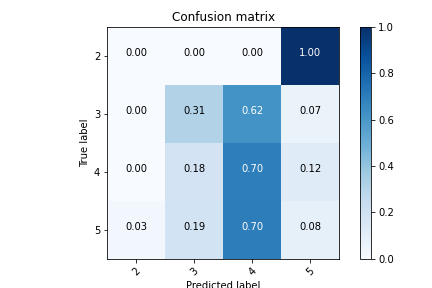 Confusion matrix
1.0
2 0.00 0.00 0.00 1.00
0.8
3 0.00 0.31 0.62 0.07
0.6
True label
0.4
4 0.00 0.18 0.70 0.12
0.2
5 0.03 0.19 0.70 0.08
0.0
2 3 4 5
Predicted label